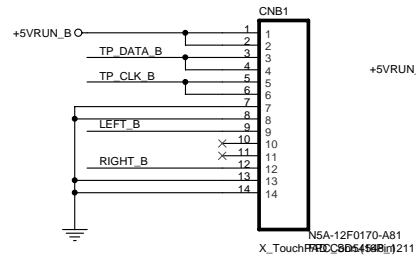 CNB1
+5VRUN_B
1 1
2 2
TP_DATA_B 3 3
+5VRUN_
4 4
TP_CLK_B 5 5
6 6
7 7
8 8
LEFT_B 9 9
10 10
11 11
RIGHT_B 12 12
13 13
14 14
N5A-12F0170-A81
X_Touch
1211